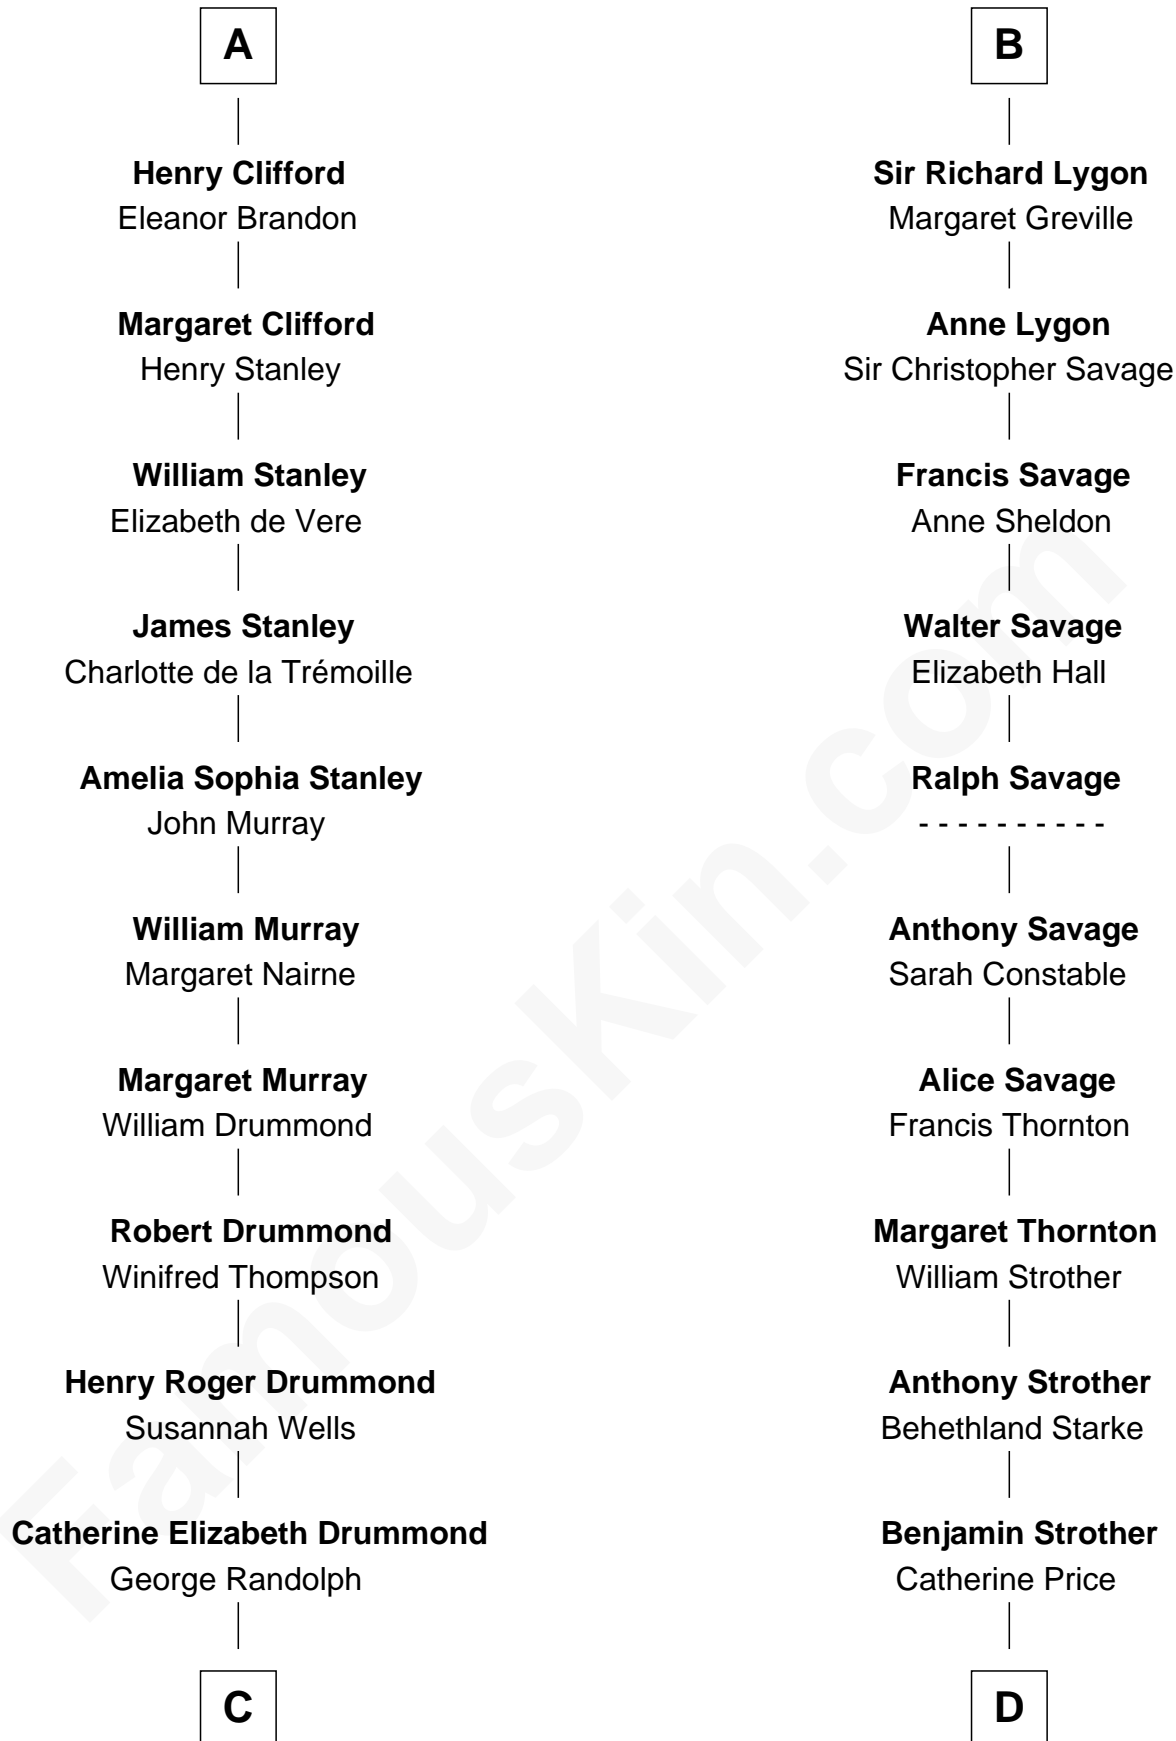 A
Henry Clifford
Eleanor Brandon
Margaret Clifford
Henry Stanley
William Stanley
Elizabeth de Vere
James Stanley
Charlotte de la Trémoille
Amelia Sophia Stanley
John Murray
William Murray
Margaret Nairne
Margaret Murray
William Drummond
Robert Drummond
Winifred Thompson
Henry Roger Drummond
Susannah Wells
Catherine Elizabeth Drummond
George Randolph
C
B
Sir Richard Lygon
Margaret Greville
Anne Lygon
Sir Christopher Savage
Francis Savage
Anne Sheldon
Walter Savage
Elizabeth Hall
Ralph Savage
- - - - - - - - - -
Anthony Savage
Sarah Constable
Alice Savage
Francis Thornton
Margaret Thornton
William Strother
Anthony Strother
Behethland Starke
Benjamin Strother
Catherine Price
D
FamousKin.com